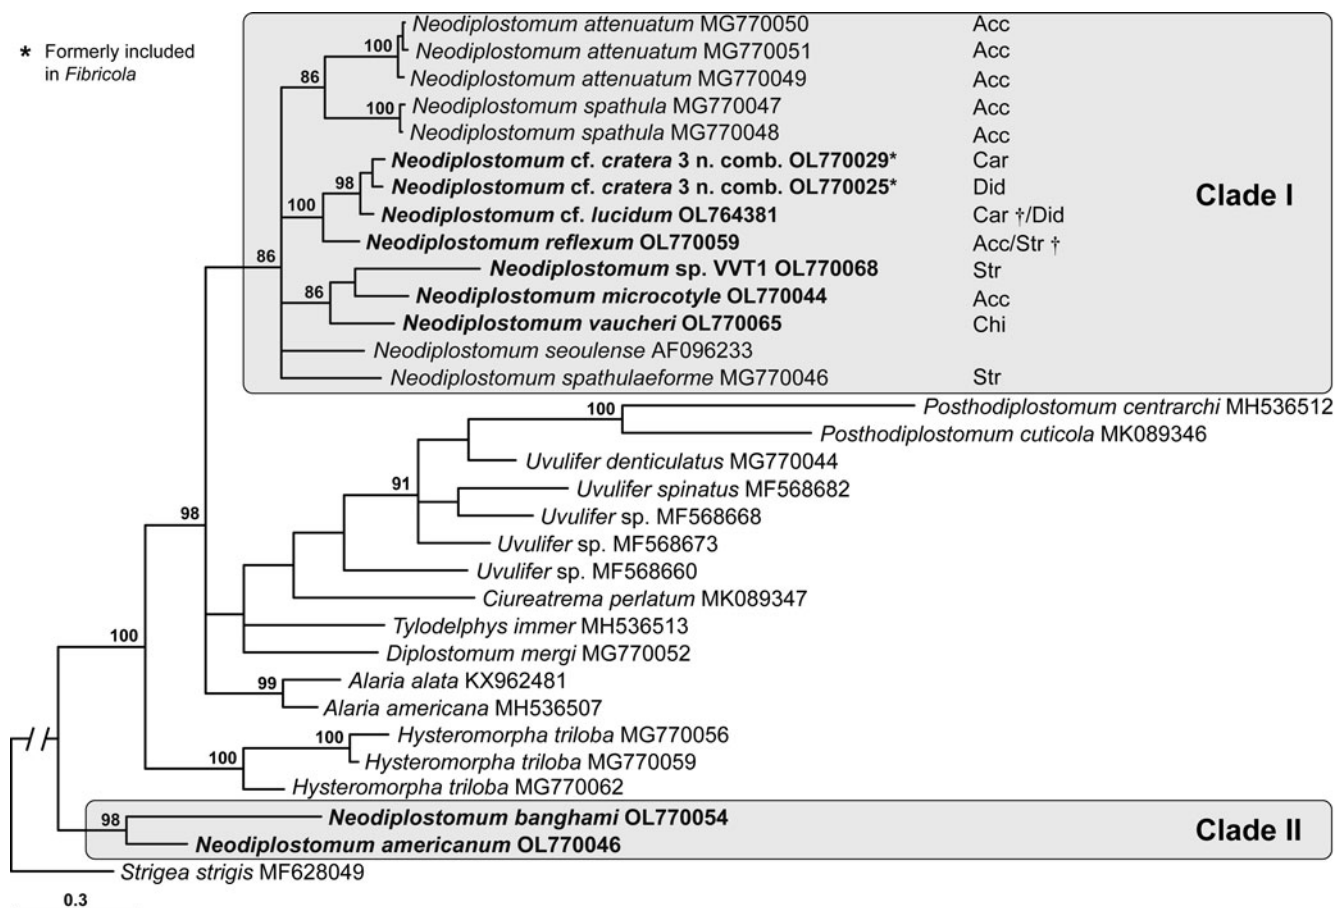 * Formerly included
in Fibricola
Neodiplostomum attenuatum MG770050 Acc
100
Neodiplostomum attenuatum MG770051 Acc
Neodiplostomum attenuatum MG770049 Acc
86
Neodiplostomum spathula MG770047 Acc
100
Neodiplostomum spathula MG770048 Acc
Neodiplostomum cf. cratera 3 n. comb. OL770029* Car
98
Neodiplostomum cf. cratera 3 n. comb. OL770025* Did
Clade I
100
Neodiplostomum cf. lucidum OL764381 Car †/Did
Neodiplostomum reflexum OL770059 Acc/Str †
86
Neodiplostomum sp. VVT1 OL770068 Str
86
Neodiplostomum microcotyle OL770044 Acc
Neodiplostomum vaucheri OL770065 Chi
Neodiplostomum seoulense AF096233
Neodiplostomum spathulaeforme MG770046 Str
100
Posthodiplostomum centrarchi MH536512
Posthodiplostomum cuticola MK089346
Uvulifer denticulatus MG770044
91
Uvulifer spinatus MF568682
Uvulifer sp. MF568668
98
Uvulifer sp. MF568673
Uvulifer sp. MF568660
Ciureatrema perlatum MK089347
Tylodelphys immer MH536513
100
Diplostomum mergi MG770052
99
Alaria alata KX962481
Alaria americana MH536507
100
Hysteromorpha triloba MG770056
100
Hysteromorpha triloba MG770059
Hysteromorpha triloba MG770062
98
Neodiplostomum banghami OL770054
Clade II
Neodiplostomum americanum OL770046
Strigea strigis MF628049
0.3